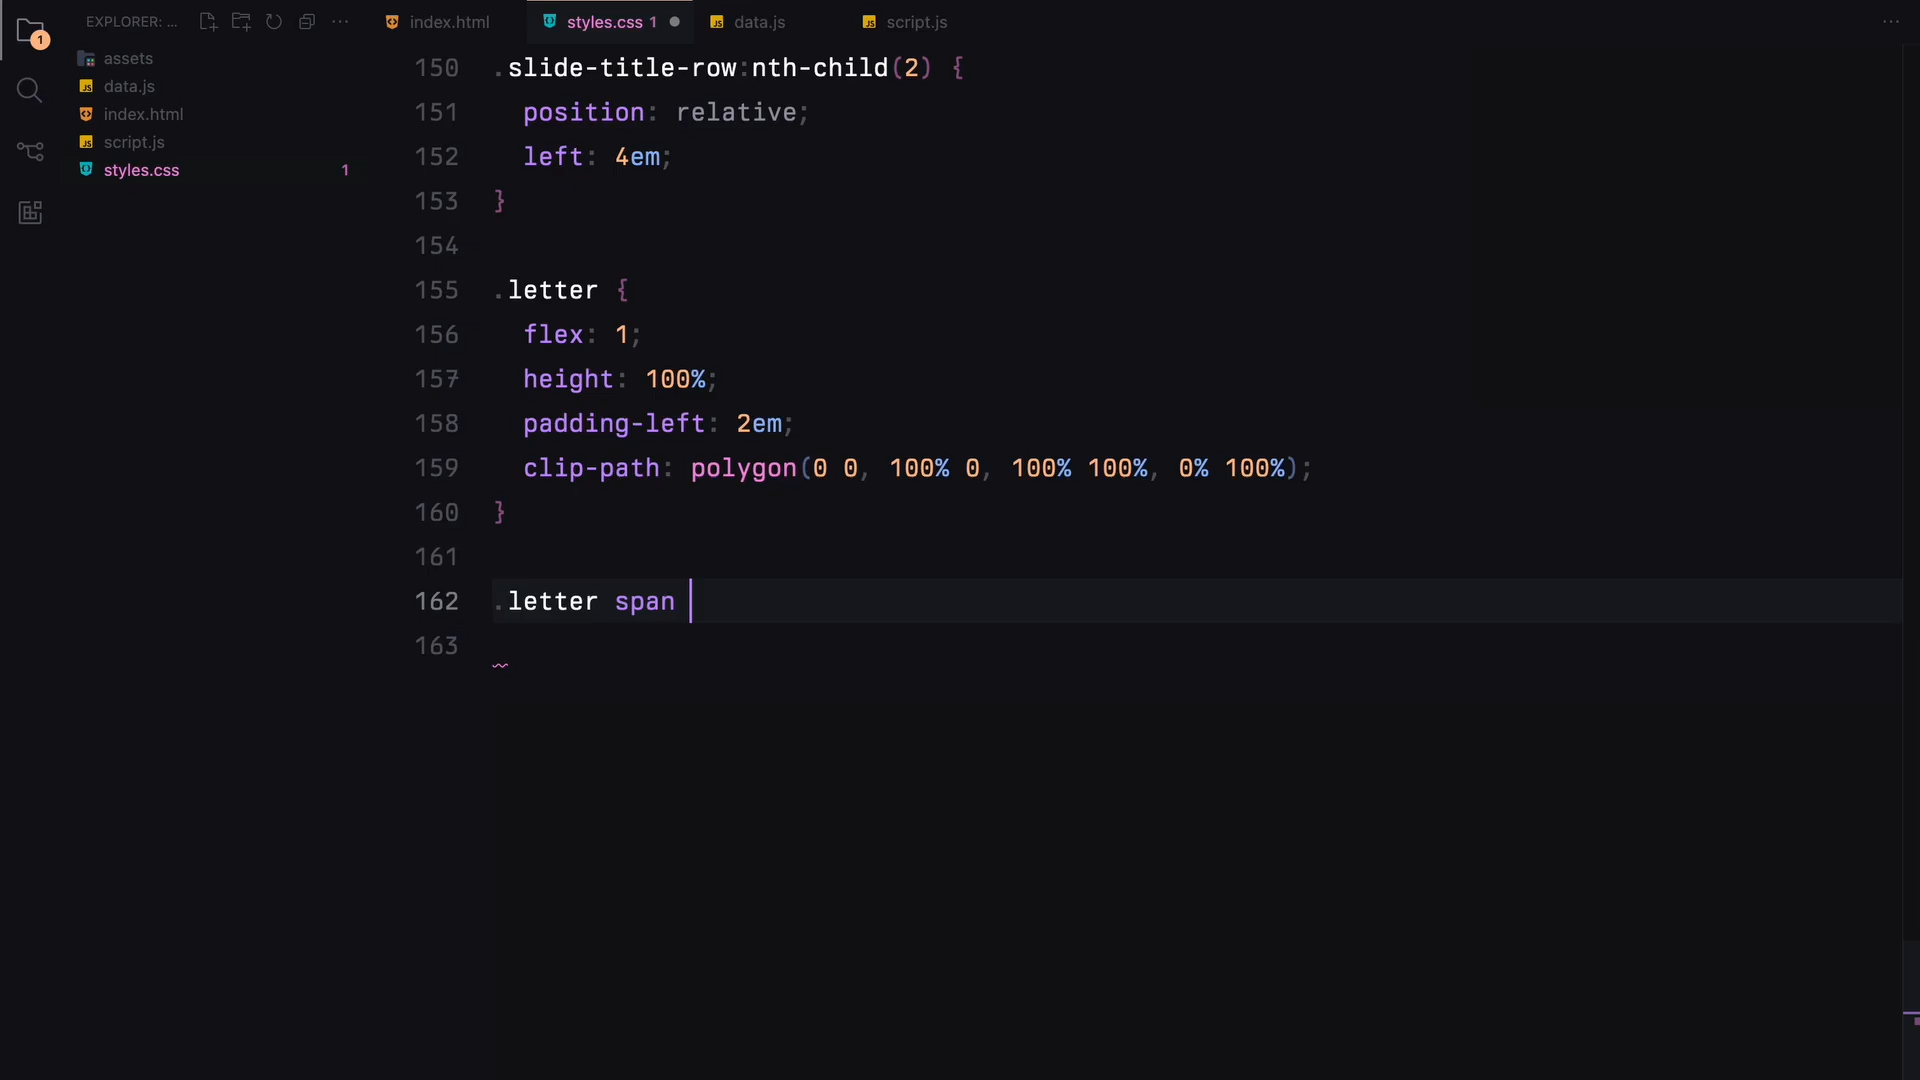 1
EXPLORER: ...
assets
data.js
index.html
script.js
styles.css 1
index.html
styles.css 1
data.js
script.js
150 .slide-title-row:nth-child(2) {
151 position: relative;
152 left: 4em;
153 }
154
155 .letter {
156 flex: 1;
157 height: 100%;
158 padding-left: 2em;
159 clip-path: polygon(0 0, 100% 0, 100% 100%, 0% 100%);
160 }
161
162 .letter span
163